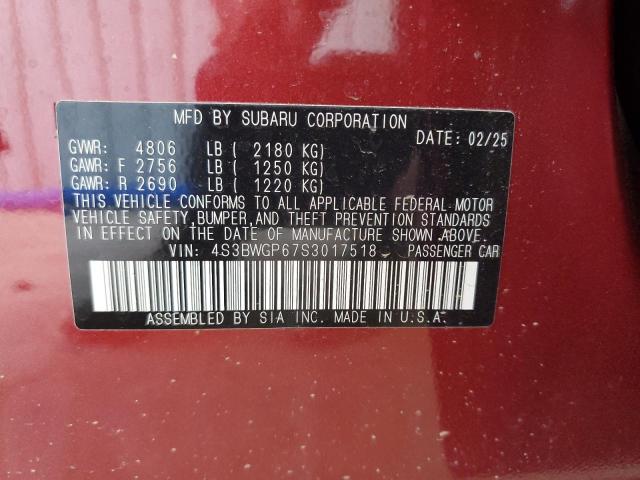 MFD BY SUBARU CORPORATION
DATE: 02/25
GVWR: 4806 LB ( 2180 KG)
GAWR: F 2756 LB ( 1250 KG)
GAWR: R 2690 LB ( 1220 KG)
THIS VEHICLE CONFORMS TO ALL APPLICABLE FEDERAL MOTOR
VEHICLE SAFETY, BUMPER, AND THEFT PREVENTION STANDARDS
IN EFFECT ON THE DATE OF MANUFACTURE SHOWN ABOVE.
VIN: 4S3BWGP67S3017518 PASSENGER CAR
ASSEMBLED BY SIA INC. MADE IN U.S.A.